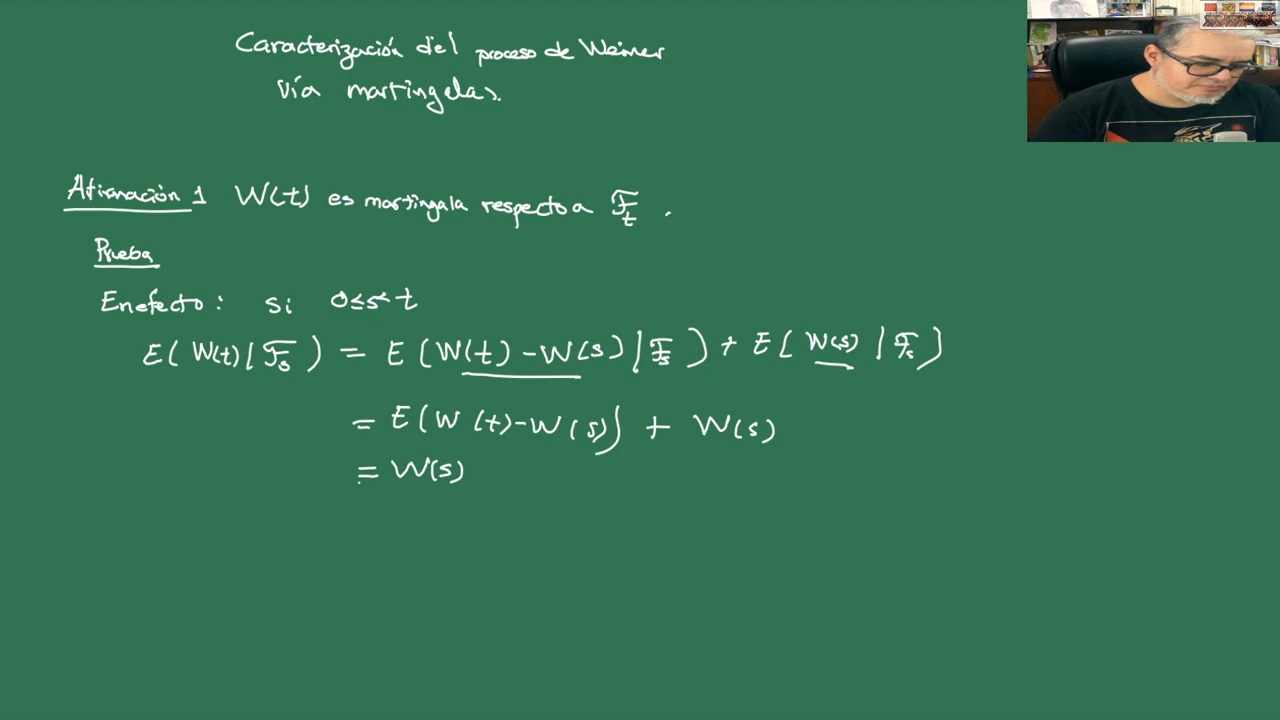 Caracterización del proceso de Weiner
vía martingelas.
Afirmación 1 W(t) es martingala respecto a ℱ_t.
Prueba
En efecto: si 0≤s<t
E(W(t)|ℱ_s) = E(W(t)-W(s)|ℱ_s) + E(W(s)|ℱ_s)
= E(W(t)-W(s)) + W(s)
= W(s)